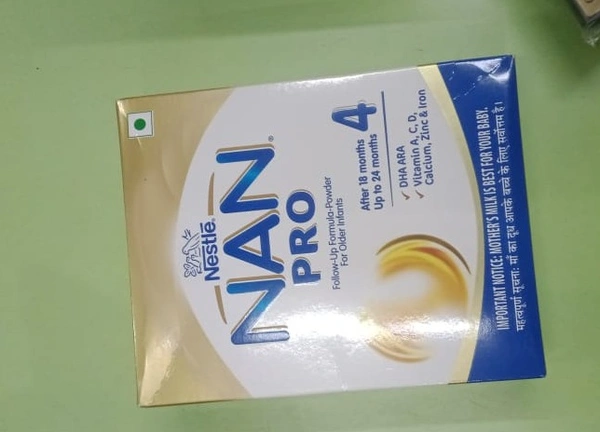 Nestlé
NAN®
PRO
Follow-Up Formula-Powder
For Older Infants
After 18 months
Up to 24 months
4
✓ DHA ARA
✓ Vitamin A, C, D,
Calcium, Zinc & Iron
IMPORTANT NOTICE: MOTHER'S MILK IS BEST FOR YOUR BABY.
महत्वपूर्ण सूचना: माँ का दूध आपके बच्चे के लिए सर्वोत्तम है।